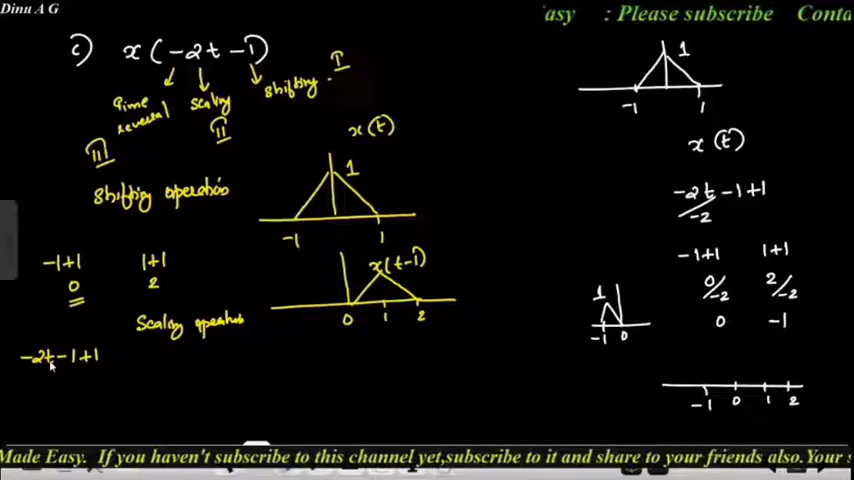 Dinu A G
asy : Please subscribe Conta
c) x(-2t-1)
Time reversal
scaling
shifting
I
II
III
x(t)
1
-1 1
Shifting operation
-1+1 1+1
0 2
x(t-1)
0 1 2
Scaling operation
-2t-1+1
1
-1 1
x(t)
-2t-1+1
-2
-1+1 1+1
0/-2 2/-2
0 -1
1
-1 0
-1 0 1 2
Made Easy. If you haven't subscribe to this channel yet,subscribe to it and share to your friends also.Your s